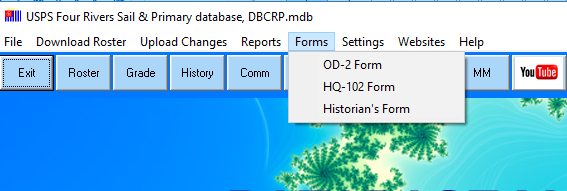 USPS Four Rivers Sail & Primary database, DBCRP.mdb
File Download Roster Upload Changes Reports Forms Settings Websites Help
Exit Roster Grade History Comm MM YouTube
OD-2 Form
HQ-102 Form
Historian's Form